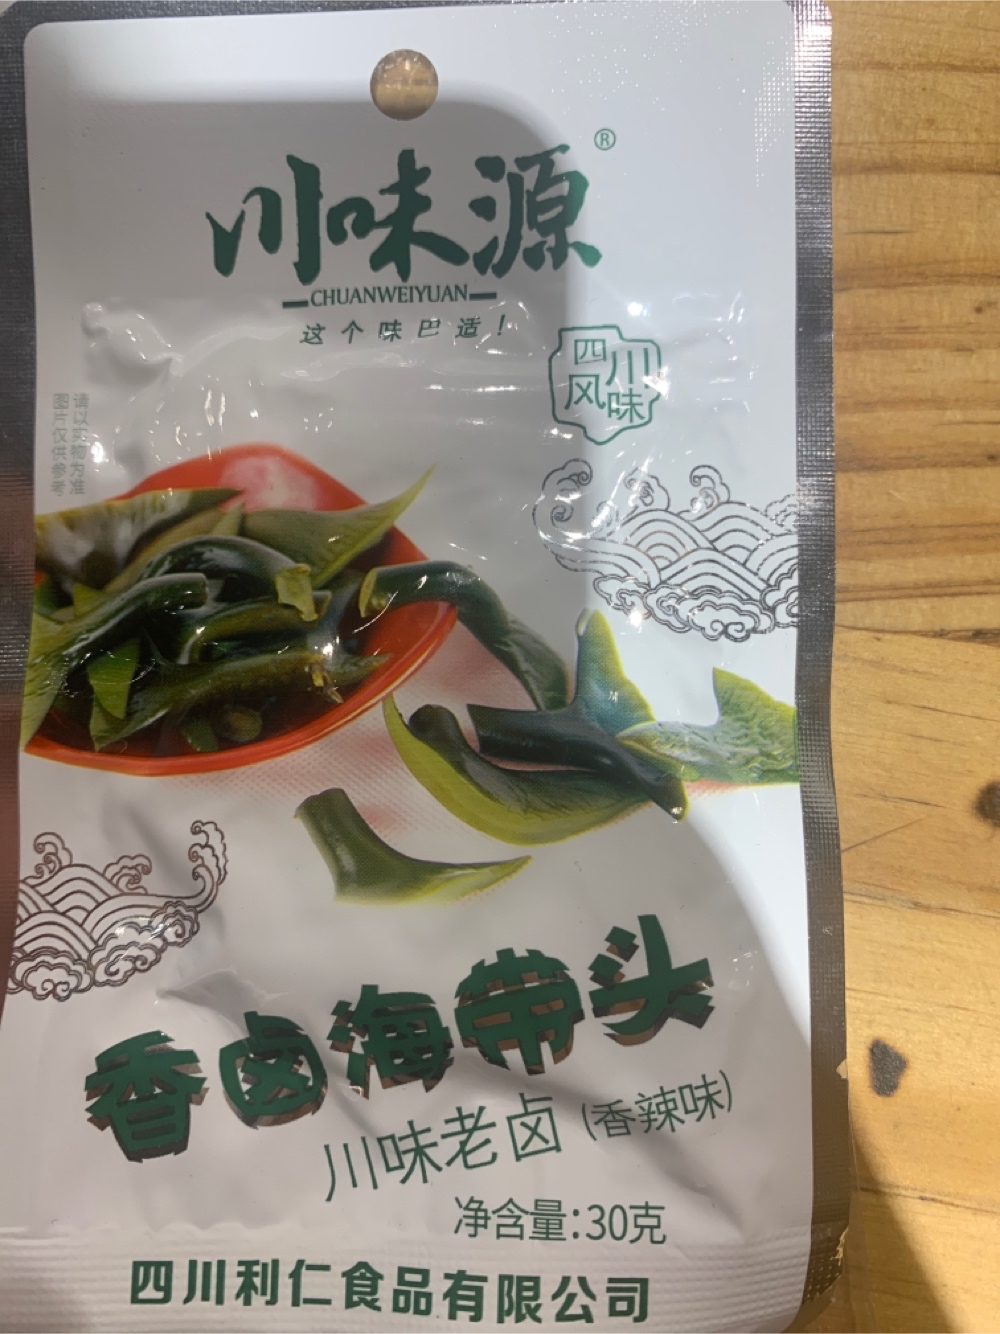 川味源®
CHUANWEIYUAN
这个味巴适！
四川
风味
请以实物为准
图片仅供参考
香卤海带头
川味老卤（香辣味）
净含量:30克
四川利仁食品有限公司